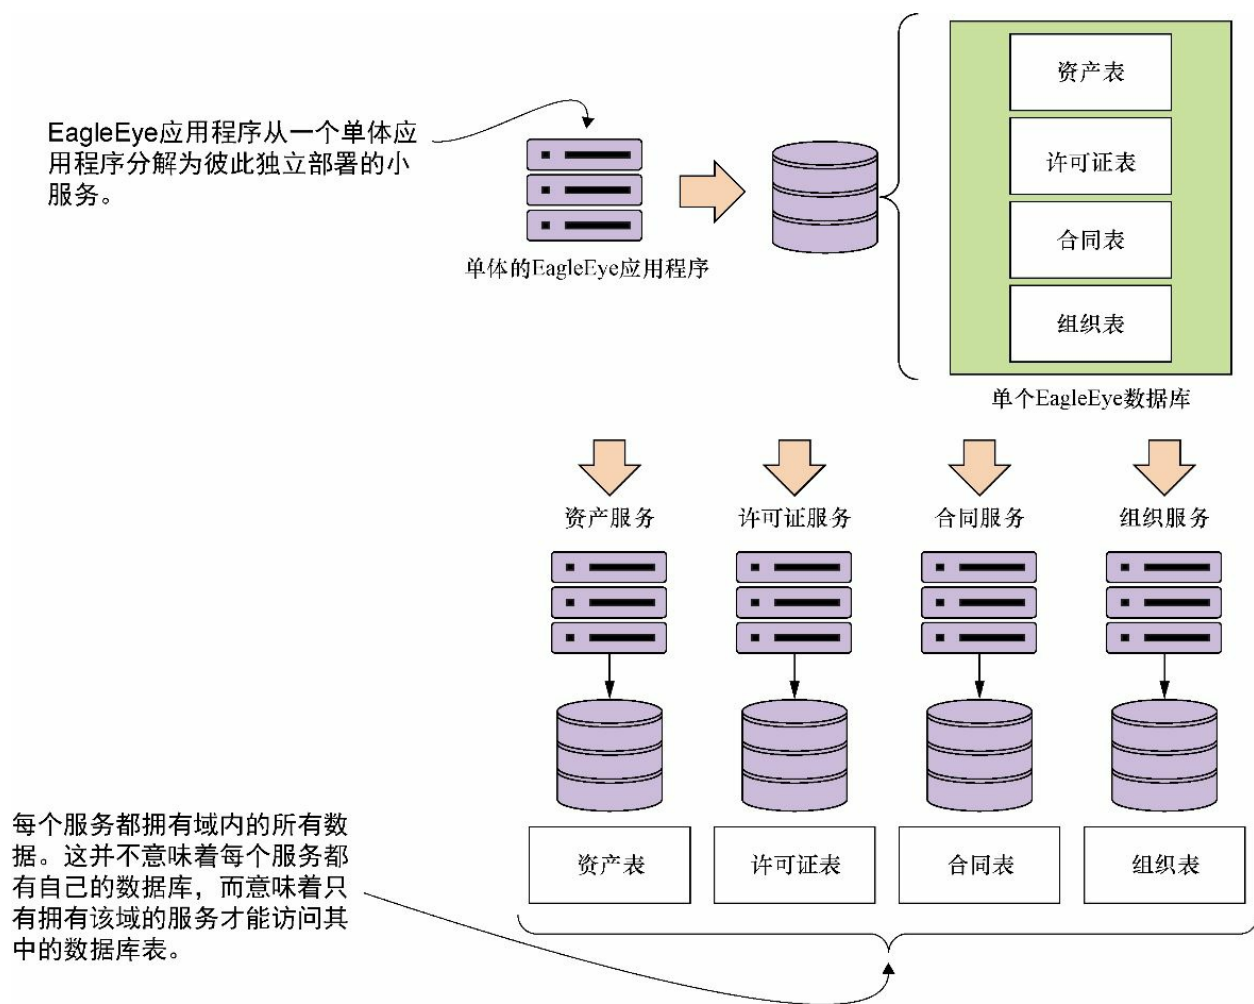 资产表
许可证表
合同表
组织表
单个EagleEye数据库
EagleEye应用程序从一个单体应
用程序分解为彼此独立部署的小
服务。
单体的EagleEye应用程序
资产服务
许可证服务
合同服务
组织服务
资产表
许可证表
合同表
组织表
每个服务都拥有域内的所有数
据。这并不意味着每个服务都
有自己的数据库，而意味着只
有拥有该域的服务才能访问其
中的数据库表。